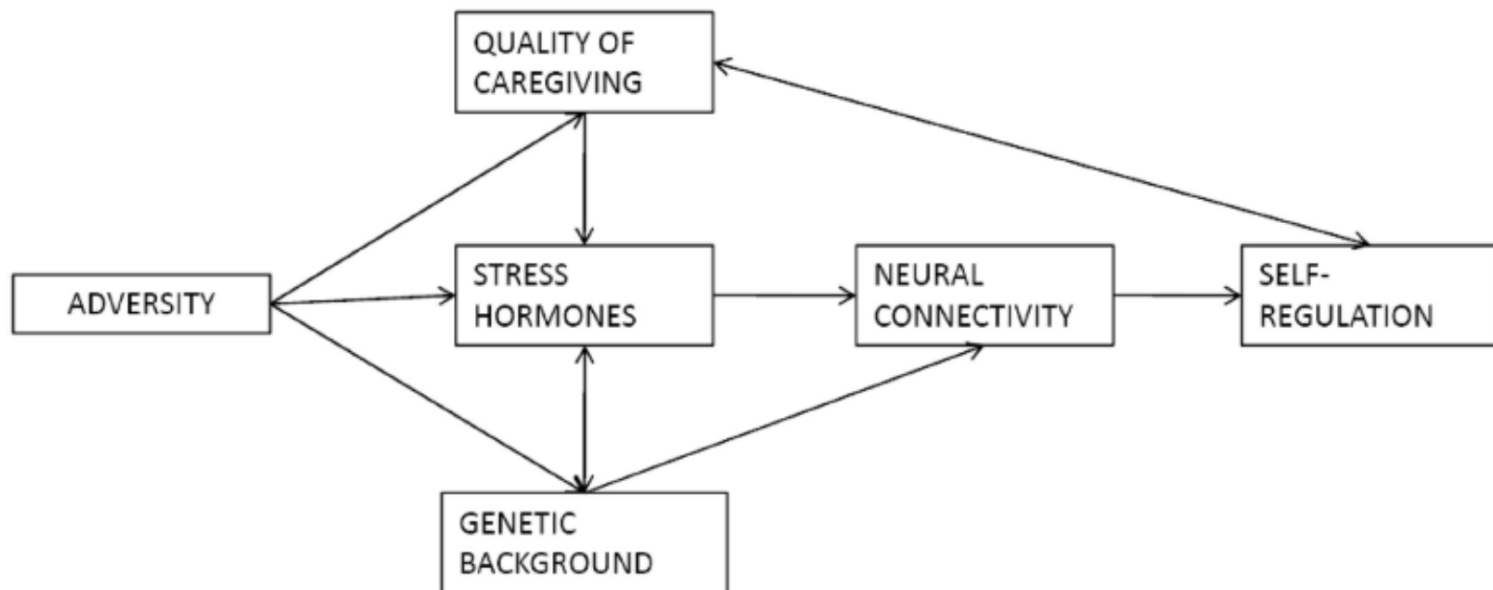 QUALITY OF
CAREGIVING
ADVERSITY
STRESS
HORMONES
NEURAL
CONNECTIVITY
SELF-
REGULATION
GENETIC
BACKGROUND